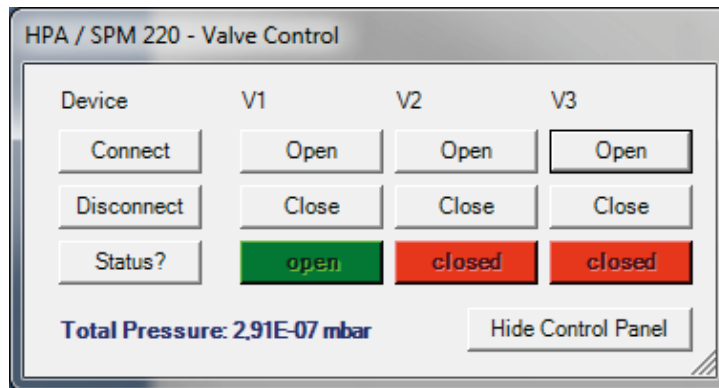 HPA / SPM 220 - Valve Control
Device V1 V2 V3
Connect Open Open Open
Disconnect Close Close Close
Status? open closed closed
Total Pressure: 2,91E-07 mbar Hide Control Panel